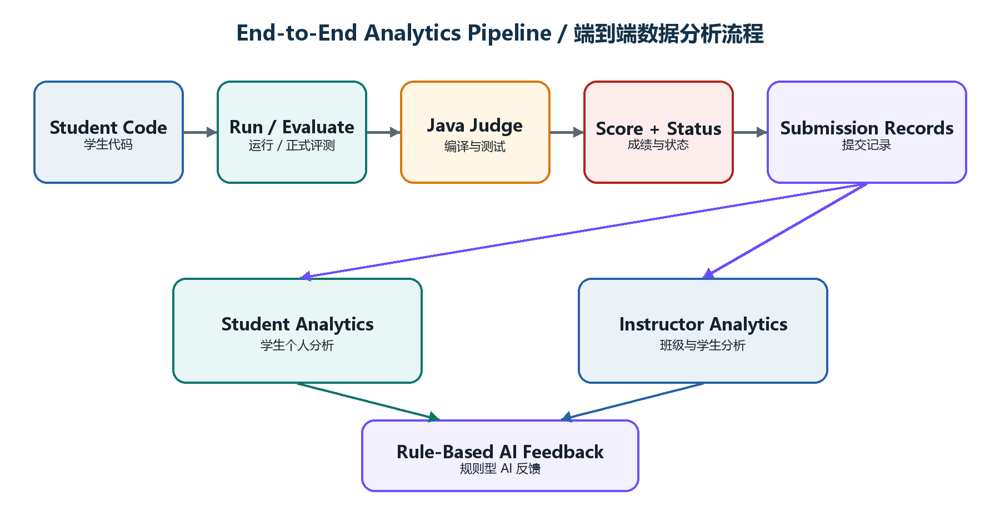 End-to-End Analytics Pipeline / 端到端数据分析流程
Student Code
学生代码
Run / Evaluate
运行 / 正式评测
Java Judge
编译与测试
Score + Status
成绩与状态
Submission Records
提交记录
Student Analytics
学生个人分析
Instructor Analytics
班级与学生分析
Rule-Based AI Feedback
规则型 AI 反馈